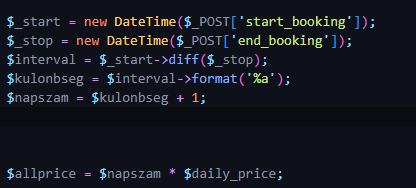 $_start = new DateTime($_POST['start_booking']);
$_stop = new DateTime($_POST['end_booking']);
$interval = $_start->diff($_stop);
$kulonbseg = $interval->format('%a');
$napszam = $kulonbseg + 1;
$allprice = $napszam * $daily_price;